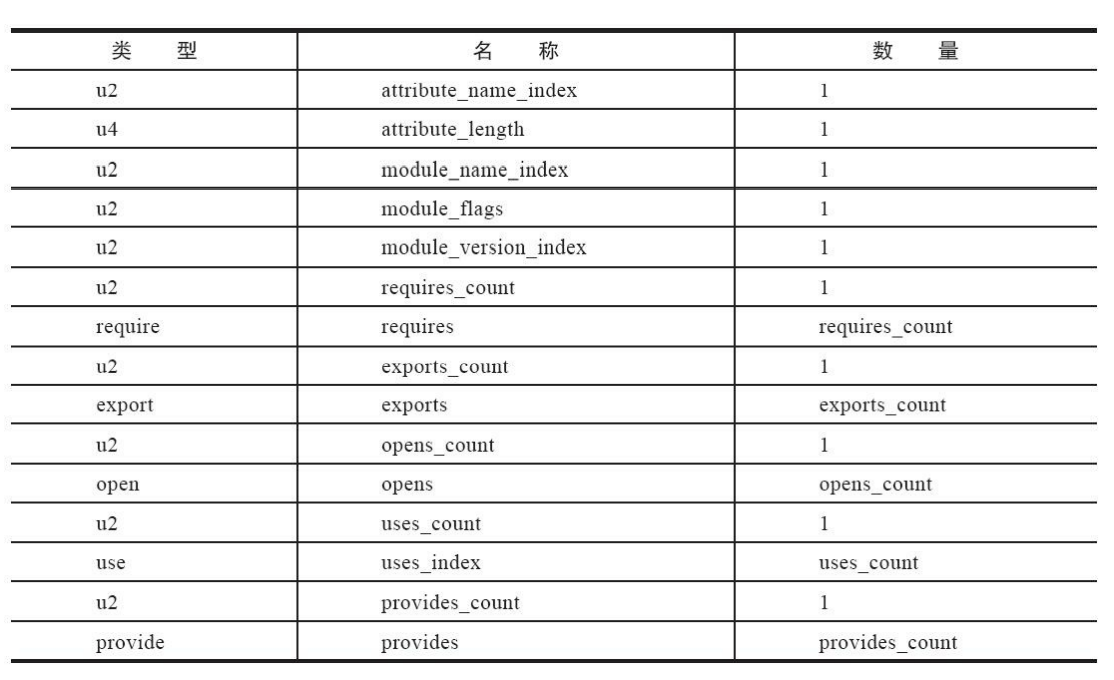 类 型 名 称 数 量
u2 attribute_name_index 1
u4 attribute_length 1
u2 module_name_index 1
u2 module_flags 1
u2 module_version_index 1
u2 requires_count 1
require requires requires_count
u2 exports_count 1
export exports exports_count
u2 opens_count 1
open opens opens_count
u2 uses_count 1
use uses_index uses_count
u2 provides_count 1
provide provides provides_count